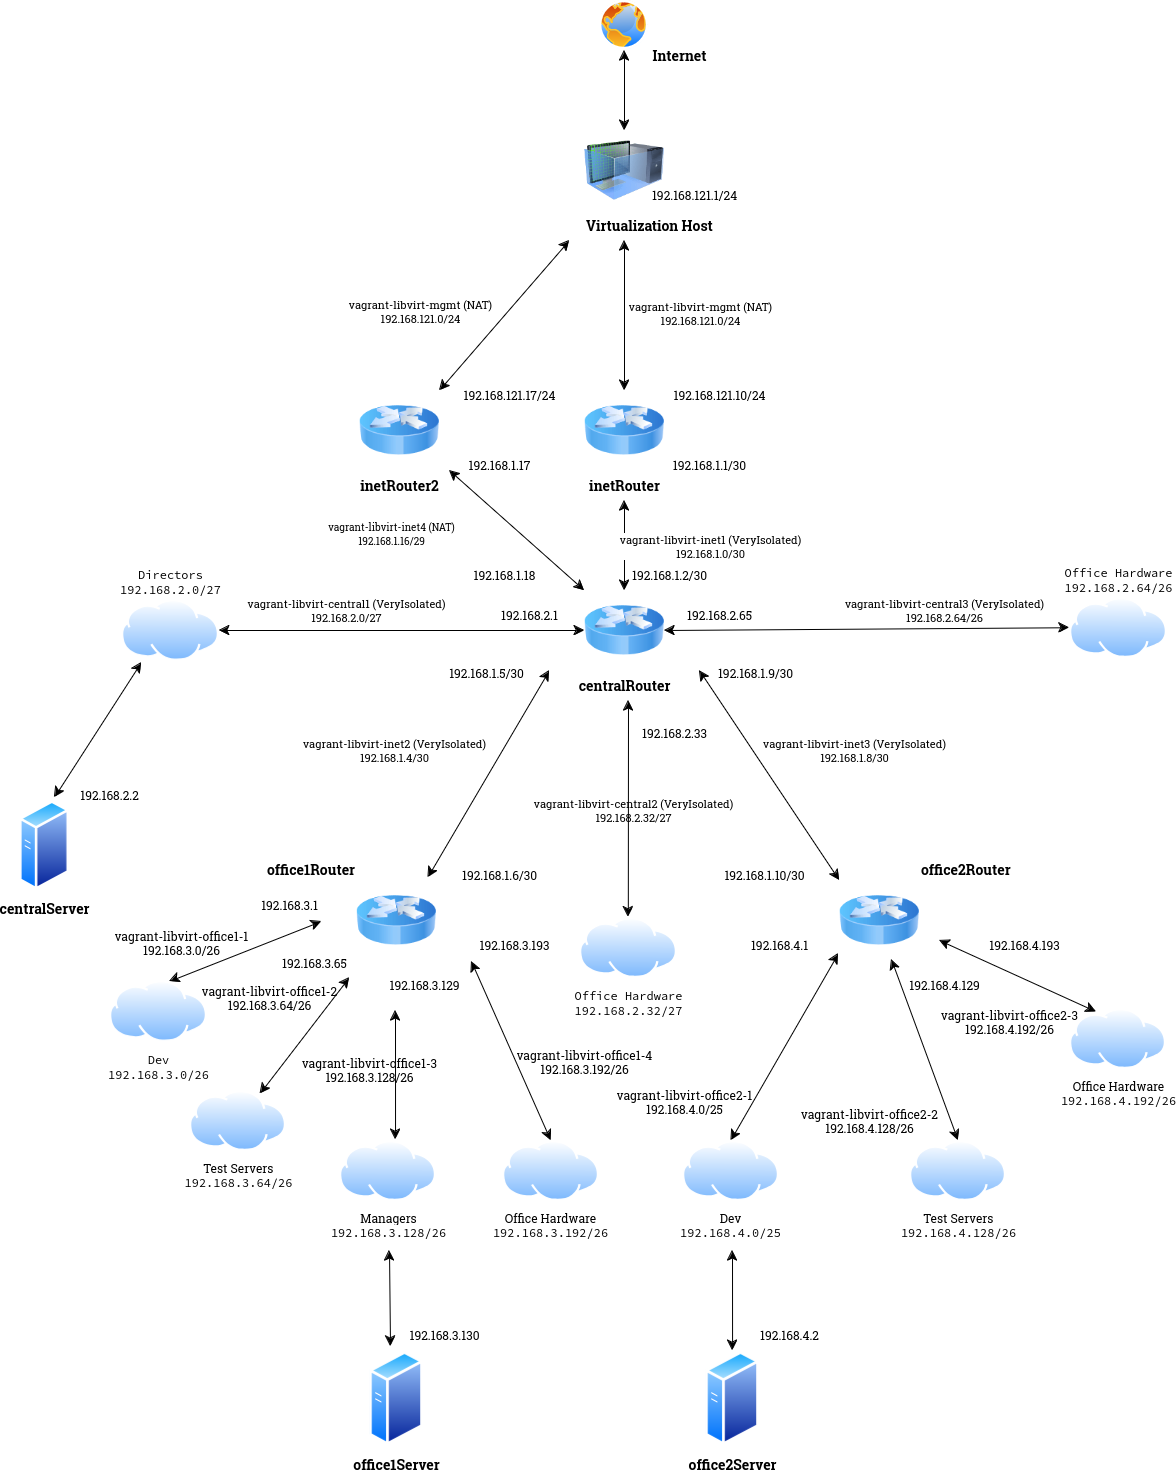 Internet
192.168.121.1/24
Virtualization Host
vagrant-libvirt-mgmt (NAT)
192.168.121.0/24
vagrant-libvirt-mgmt (NAT)
192.168.121.0/24
192.168.121.17/24
192.168.121.10/24
192.168.1.17
192.168.1.1/30
inetRouter2
inetRouter
vagrant-libvirt-inet4 (NAT)
192.168.1.16/29
vagrant-libvirt-inet1 (VeryIsolated)
192.168.1.0/30
192.168.1.18
192.168.1.2/30
Directors
192.168.2.0/27
Office Hardware
192.168.2.64/26
vagrant-libvirt-central1 (VeryIsolated)
192.168.2.0/27
192.168.2.1
192.168.2.65
vagrant-libvirt-central3 (VeryIsolated)
192.168.2.64/26
192.168.1.5/30
centralRouter
192.168.1.9/30
192.168.2.33
vagrant-libvirt-inet2 (VeryIsolated)
192.168.1.4/30
vagrant-libvirt-inet3 (VeryIsolated)
192.168.1.8/30
192.168.2.2
vagrant-libvirt-central2 (VeryIsolated)
192.168.2.32/27
centralServer
office1Router
192.168.1.6/30
192.168.1.10/30
office2Router
192.168.3.1
vagrant-libvirt-office1-1
192.168.3.0/26
192.168.3.65
192.168.3.193
192.168.4.1
192.168.4.193
192.168.3.129
192.168.4.129
vagrant-libvirt-office1-2
192.168.3.64/26
Office Hardware
192.168.2.32/27
vagrant-libvirt-office2-3
192.168.4.192/26
Dev
192.168.3.0/26
vagrant-libvirt-office1-3
192.168.3.128/26
vagrant-libvirt-office1-4
192.168.3.192/26
Office Hardware
192.168.4.192/26
vagrant-libvirt-office2-1
192.168.4.0/25
vagrant-libvirt-office2-2
192.168.4.128/26
Test Servers
192.168.3.64/26
Managers
192.168.3.128/26
Office Hardware
192.168.3.192/26
Dev
192.168.4.0/25
Test Servers
192.168.4.128/26
192.168.3.130
192.168.4.2
office1Server
office2Server